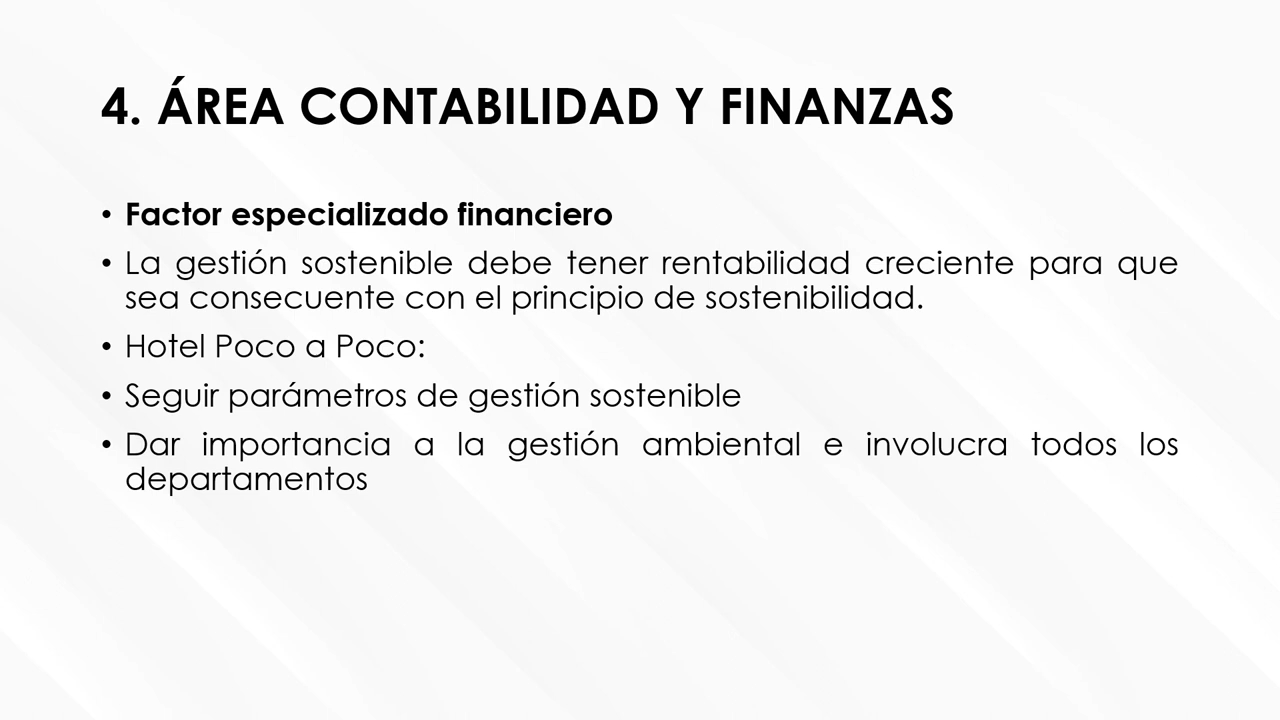 4. ÁREA CONTABILIDAD Y FINANZAS
• Factor especializado financiero
• La gestión sostenible debe tener rentabilidad creciente para que
sea consecuente con el principio de sostenibilidad.
• Hotel Poco a Poco:
• Seguir parámetros de gestión sostenible
• Dar importancia a la gestión ambiental e involucra todos los
departamentos